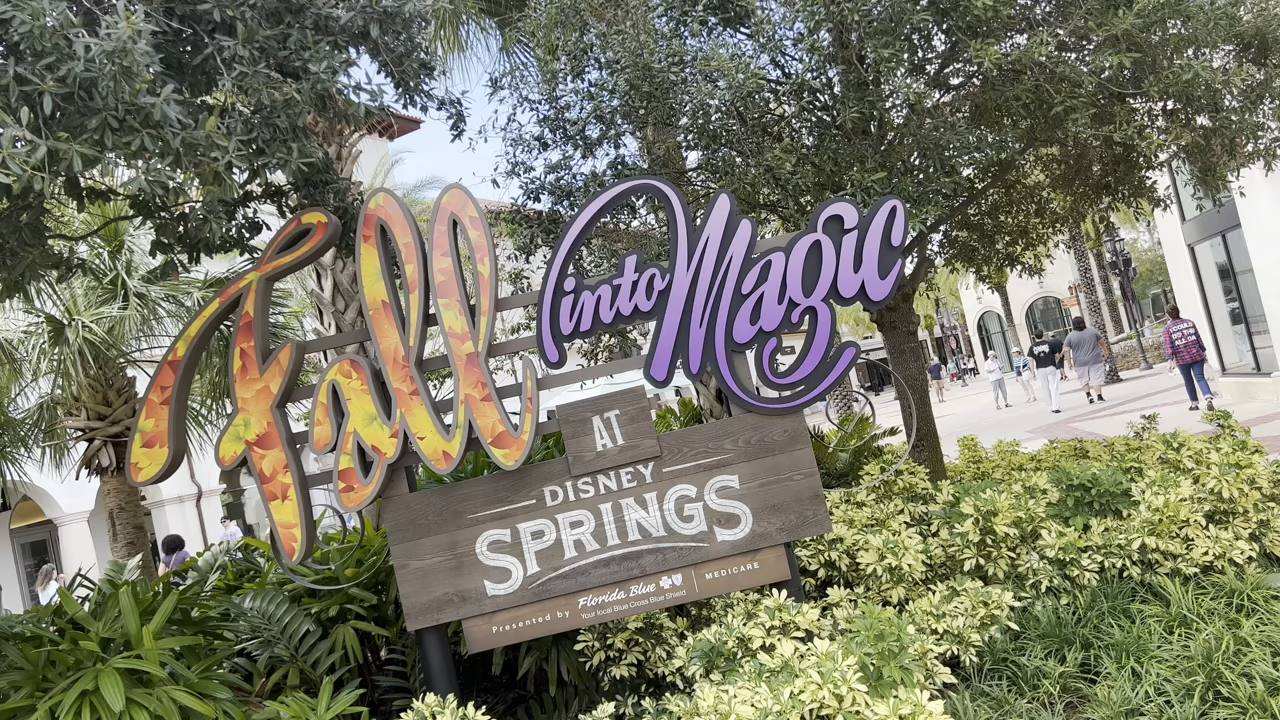 Fall into Magic
AT
DISNEY
SPRINGS
Presented by Florida Blue MEDICARE
Your local Blue Cross Blue Shield